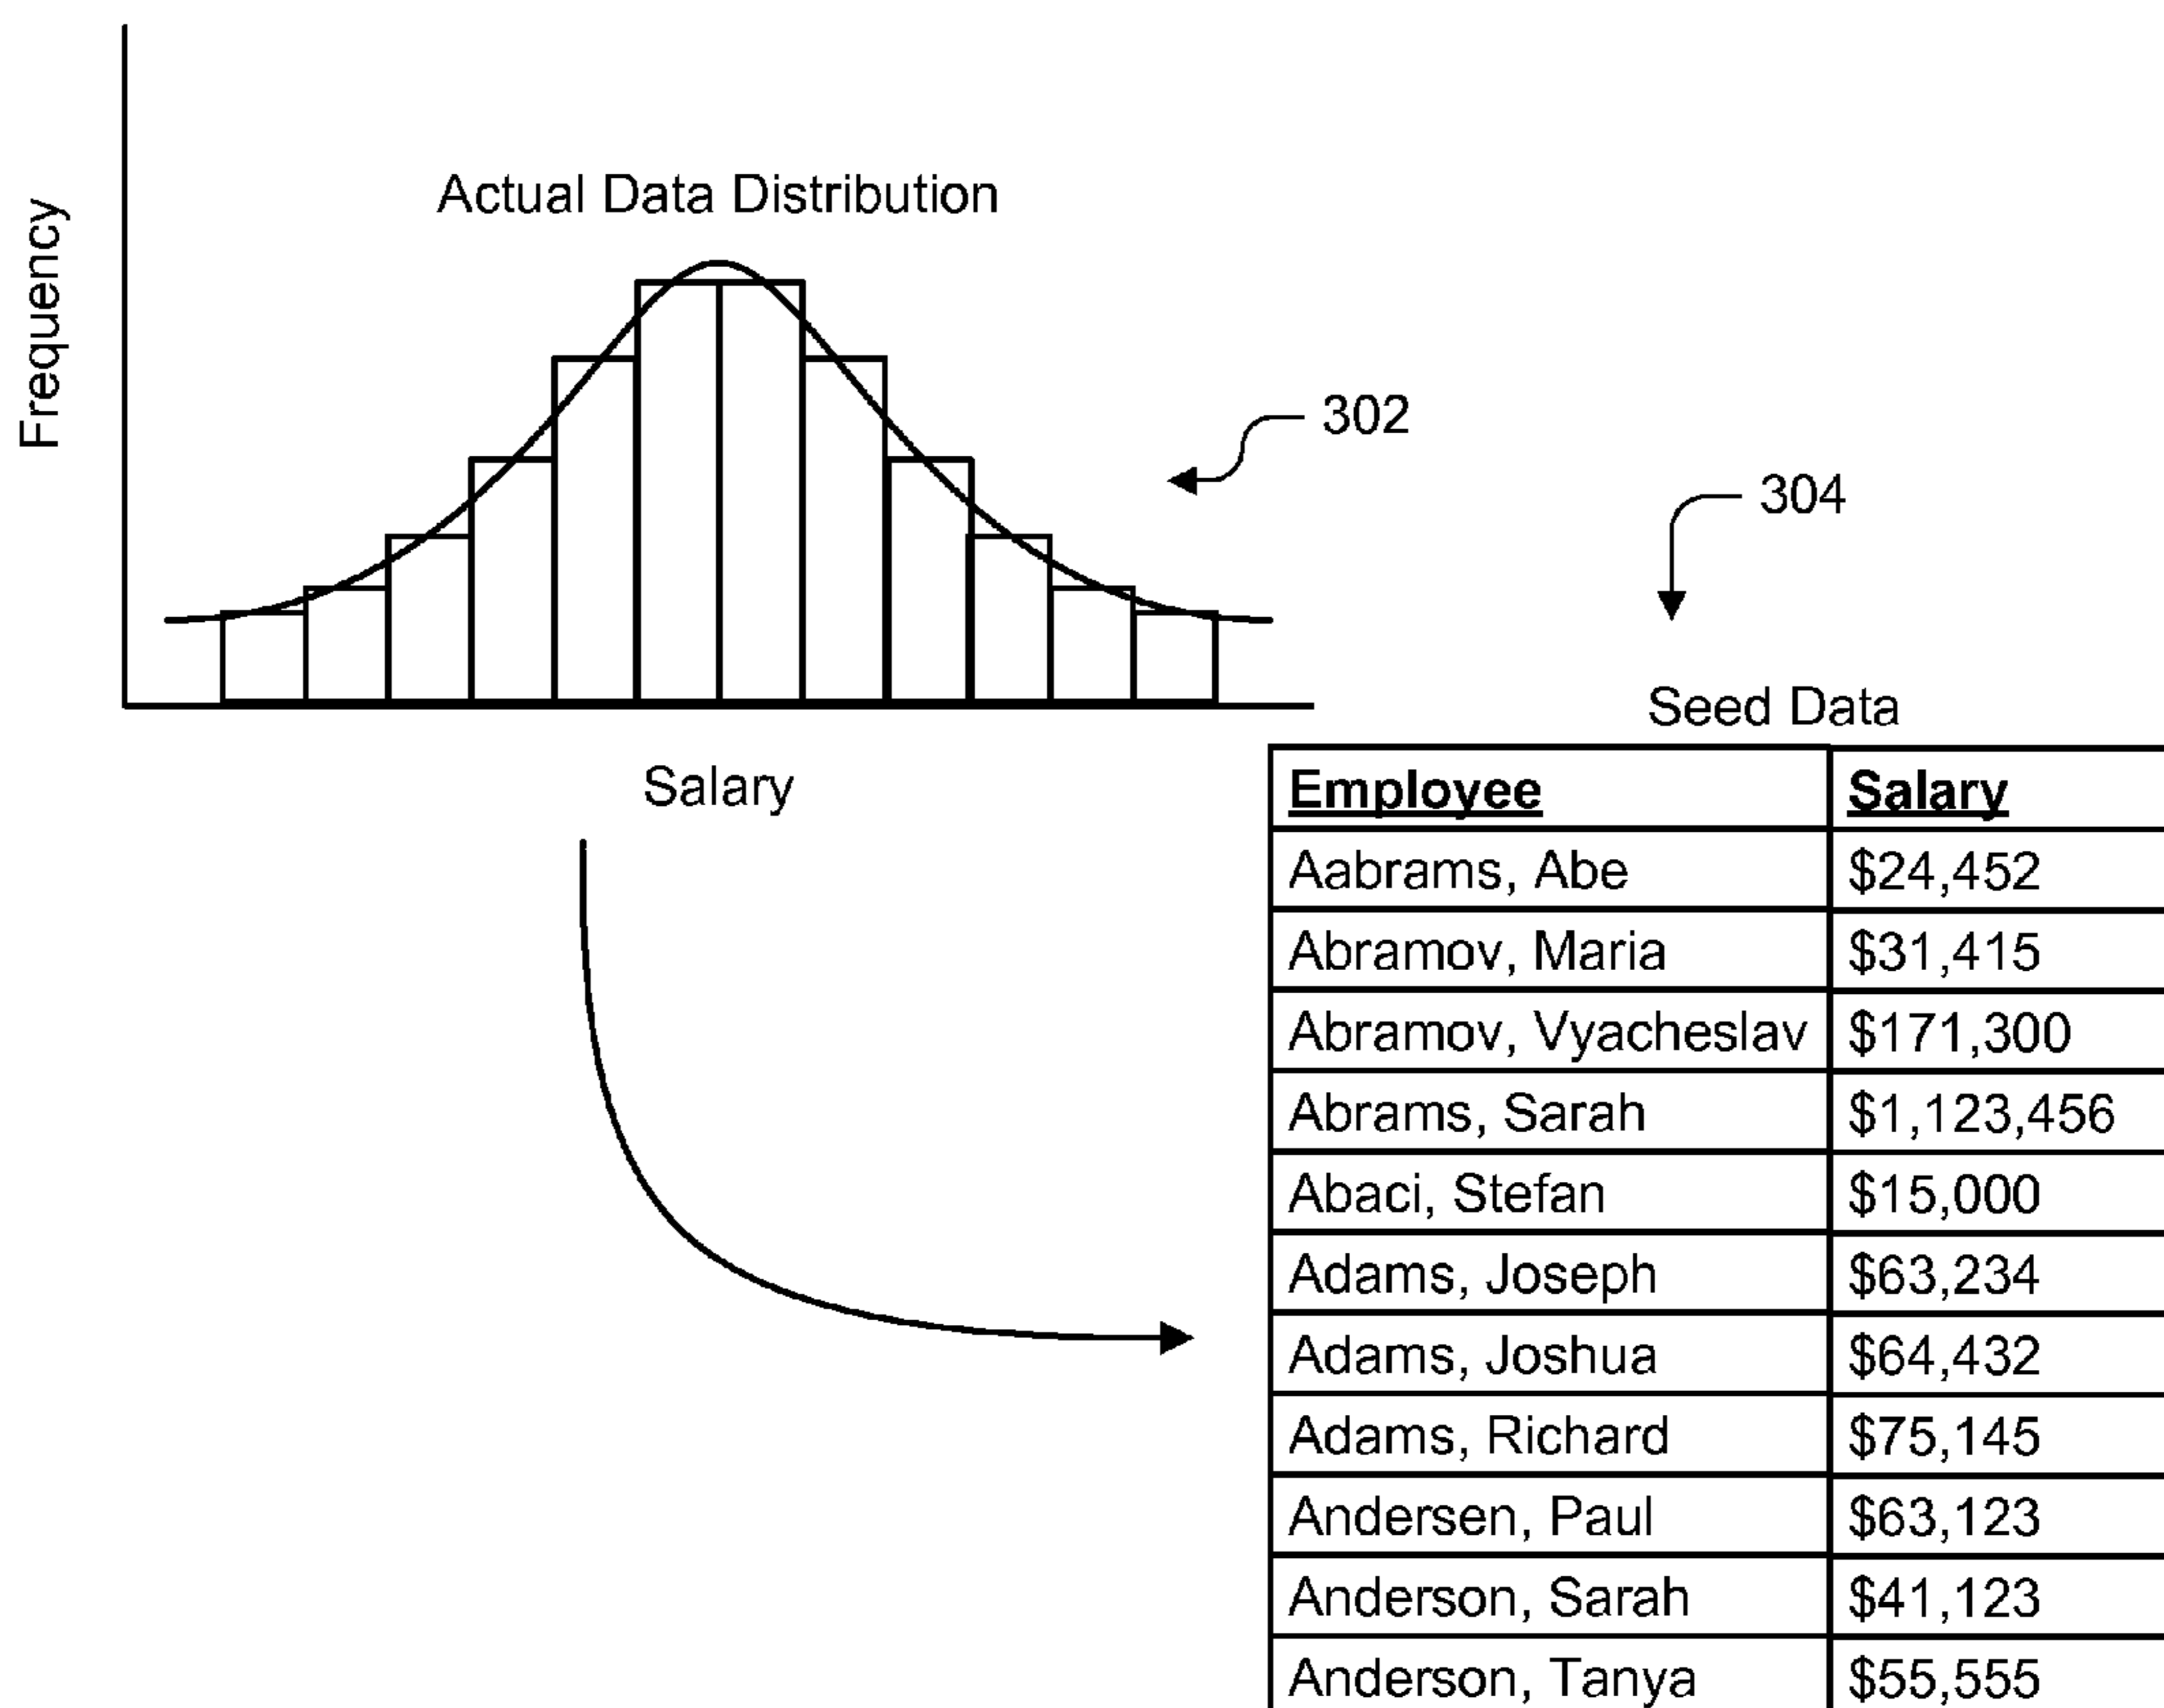 Actual Data Distribution
Frequency
302
304
Salary
Seed Data
Employee Salary
Aabrams, Abe $24,452
Abramov, Maria $31,415
Abramov, Vyacheslav $171,300
Abrams, Sarah $1,123,456
Abaci, Stefan $15,000
Adams, Joseph $63,234
Adams, Joshua $64,432
Adams, Richard $75,145
Andersen, Paul $63,123
Anderson, Sarah $41,123
Anderson, Tanya $55,555